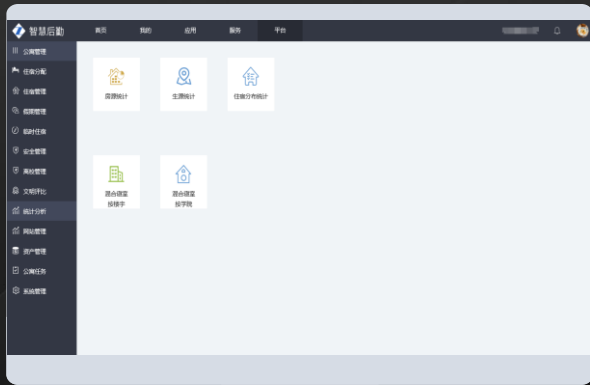 智慧后勤
首页
我的
应用
服务
平台
公寓管理
住宿分配
住宿管理
假期管理
临时住宿
安全管理
离校管理
文明评比
统计分析
网站管理
资产管理
公寓任务
系统管理
房源统计
生源统计
住宿分布统计
混合寝室
按楼宇
混合寝室
按学院